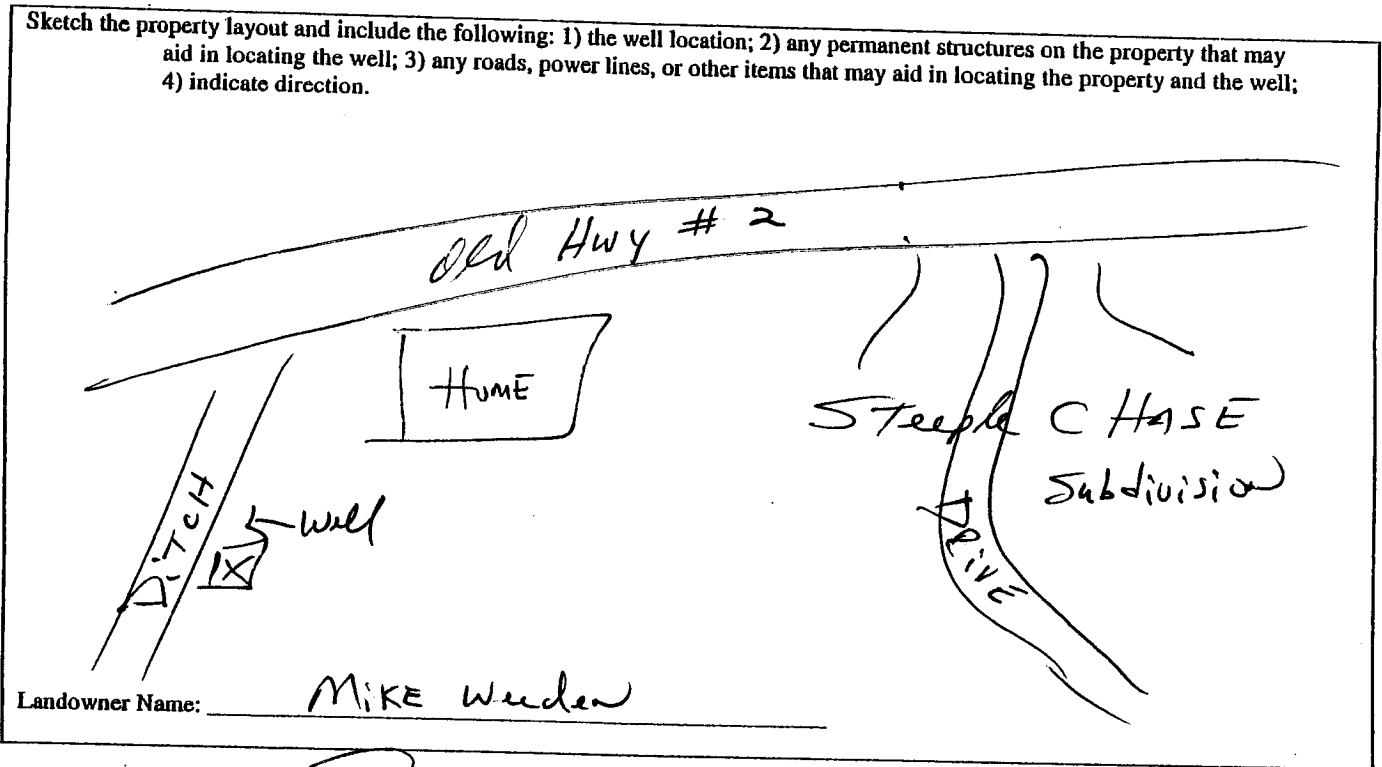 Sketch the property layout and include the following: 1) the well location; 2) any permanent structures on the property that may
aid in locating the well; 3) any roads, power lines, or other items that may aid in locating the property and the well;
4) indicate direction.
Old Hwy # 2
HOME
Steeple CHASE
Subdivision
DITCH
X
Well
DRIVE
Landowner Name: MIKE Weeden